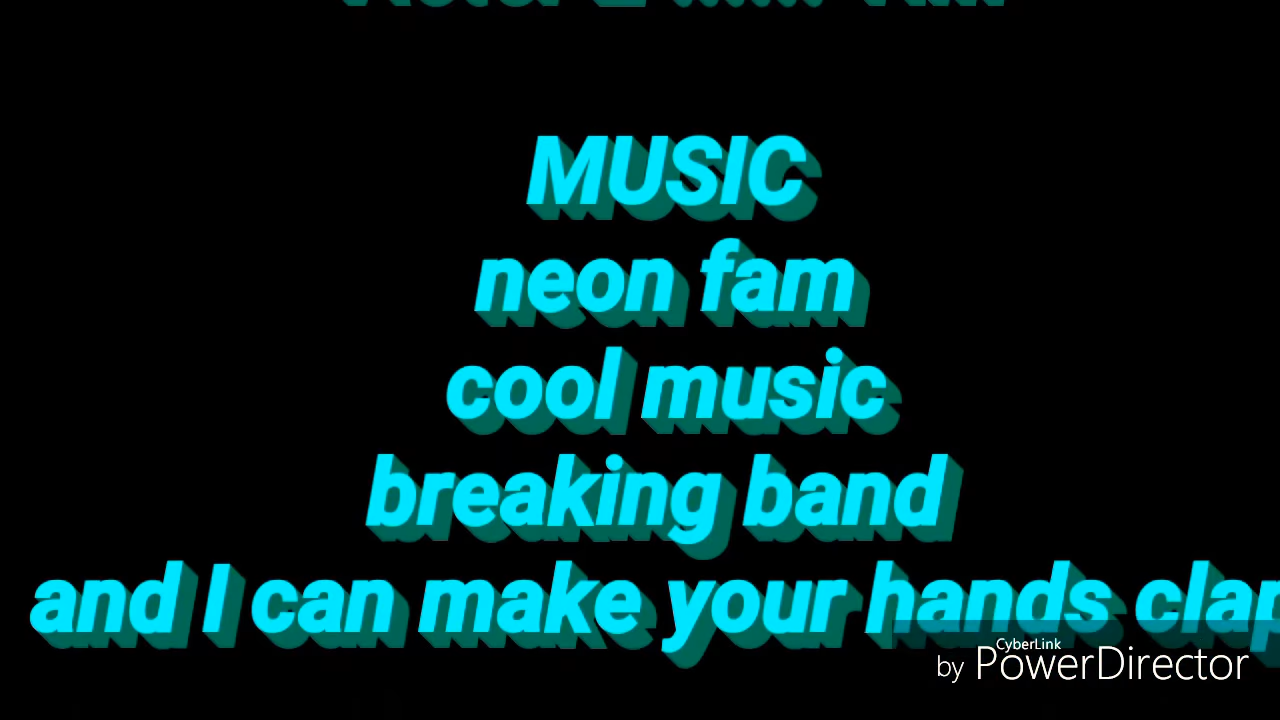 MUSIC
neon fam
cool music
breaking band
and I can make your hands clap
CyberLink
by PowerDirector